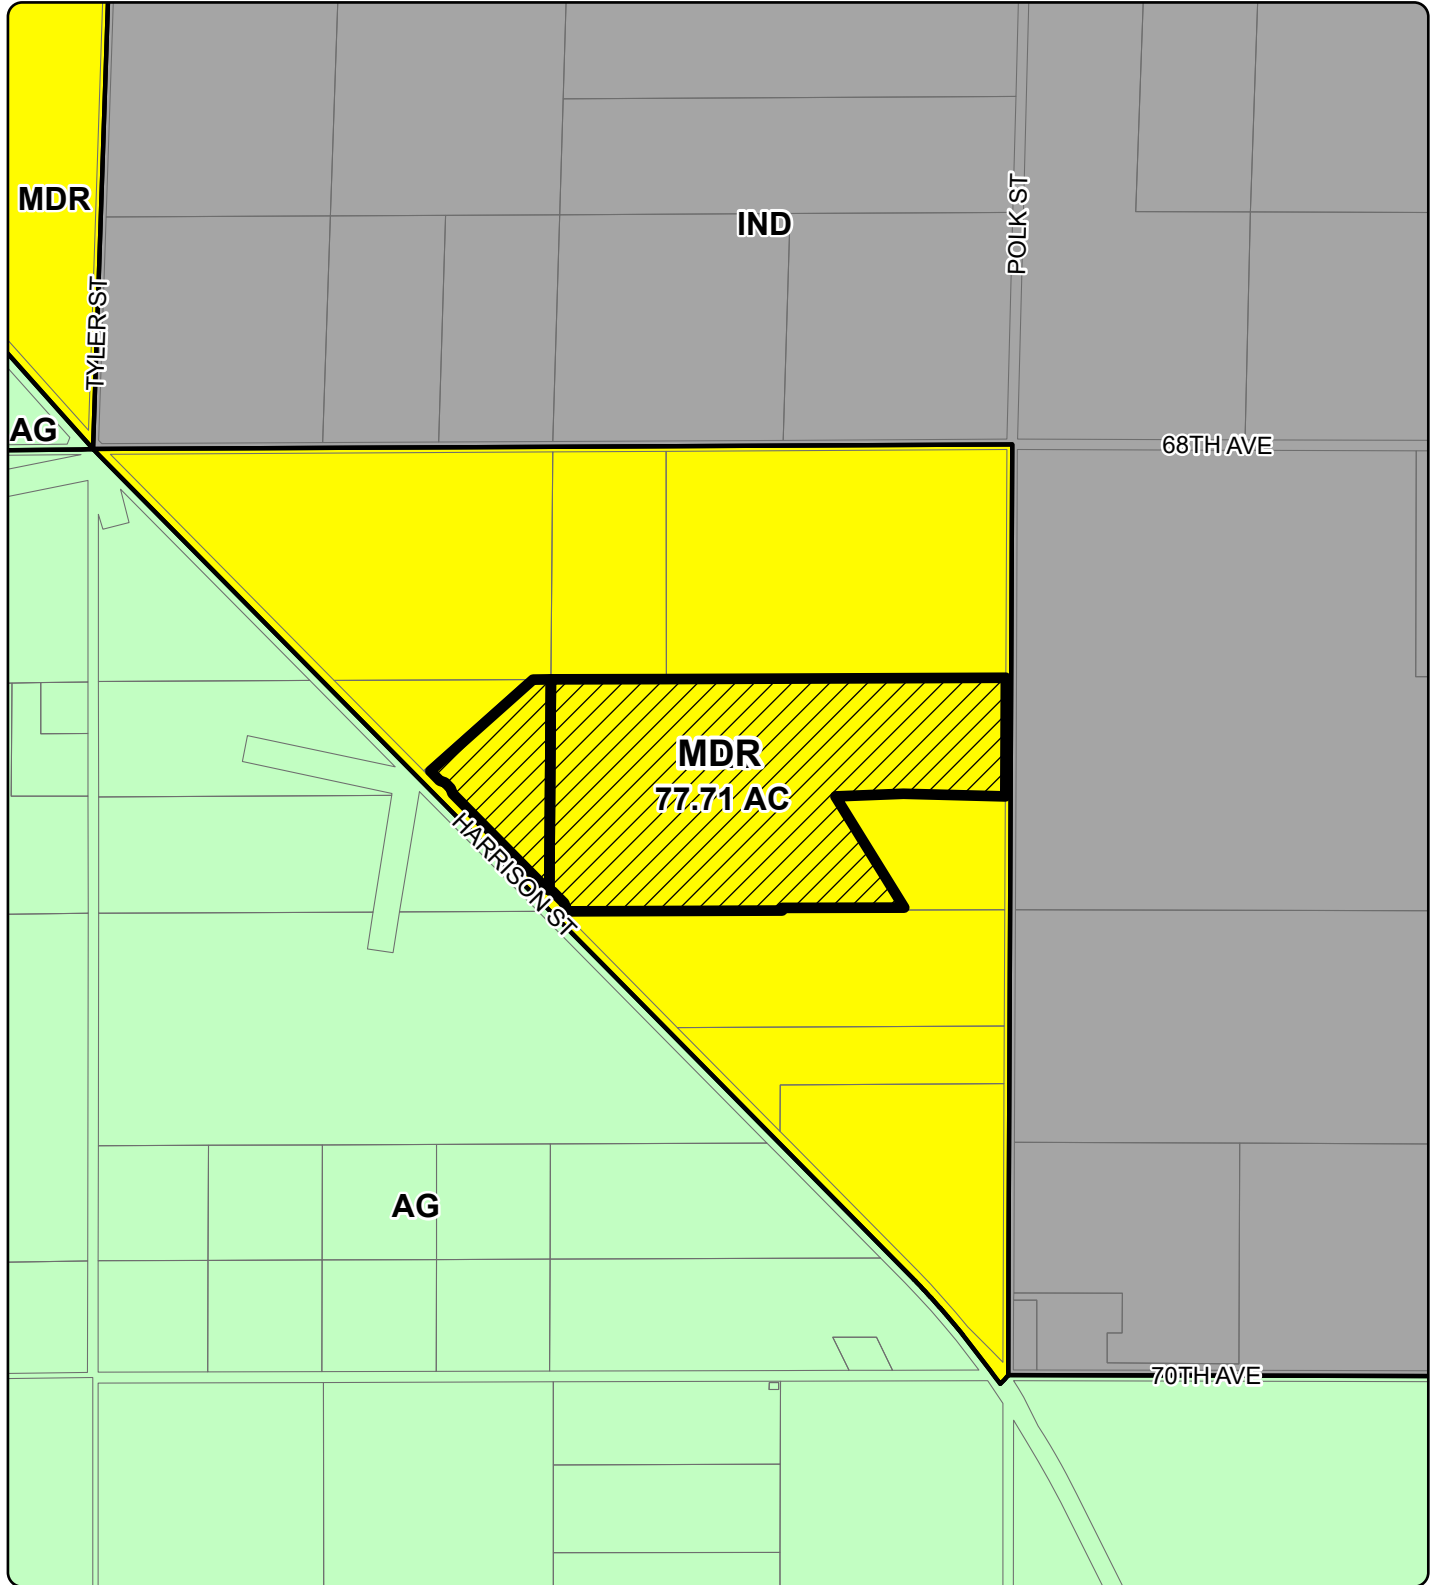 MDR
IND
POLK ST
TYLER ST
AG
68TH AVE
MDR
77.71 AC
HARRISON ST
AG
70TH AVE